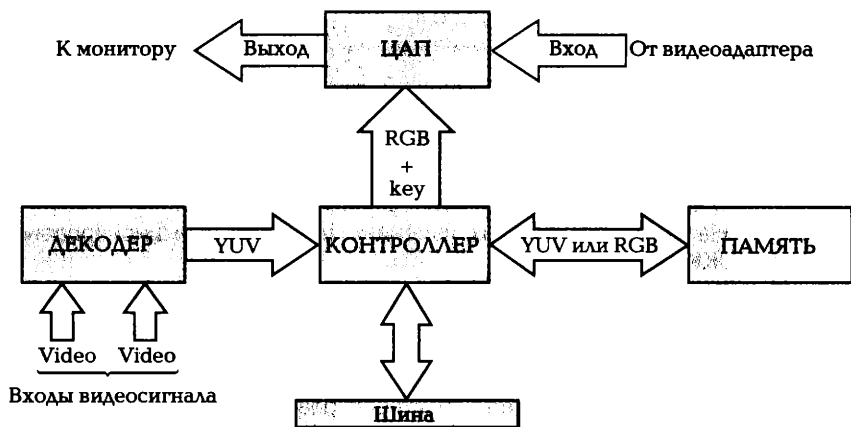 К монитору
Выход
ЦАП
Вход
От видеоадаптера
RGB
+
key
ДЕКОДЕР
YUV
КОНТРОЛЛЕР
YUV или RGB
ПАМЯТЬ
Video
Video
Входы видеосигнала
Шина